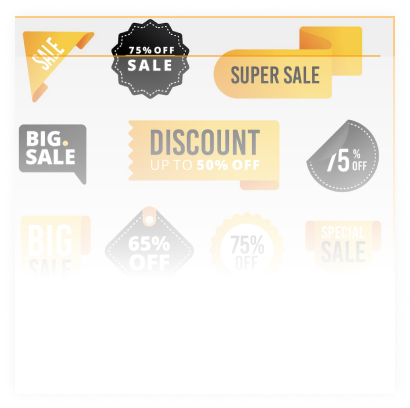 SALE
75% OFF
SALE
SUPER SALE
BIG.
SALE
DISCOUNT
UP TO 50% OFF
75% OFF
BIG
SALE
65%
OFF
75%
OFF
SPECIAL
SALE